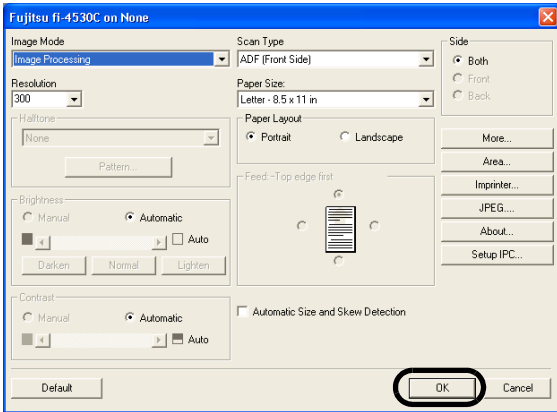 Fujitsu fi-4530C on None
Image Mode
Image Processing
Scan Type
ADF (Front Side)
Side
Both
Front
Back
Resolution
300
Paper Size:
Letter - 8.5 x 11 in
Halftone
None
Pattern...
Paper Layout
Portrait Landscape
More...
Area...
Imprinter...
JPEG....
About...
Setup IPC...
Feed:-Top edge first
Brightness
Manual Automatic
Auto
Darken Normal Lighten
Contrast
Manual Automatic
Auto
Automatic Size and Skew Detection
Default OK Cancel